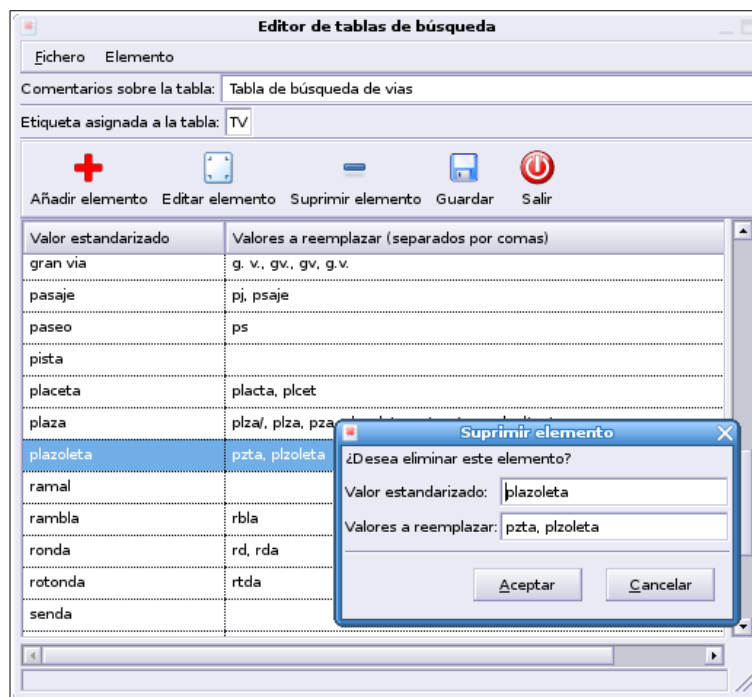 Editor de tablas de búsqueda
Fichero Elemento
Comentarios sobre la tabla: Tabla de búsqueda de vias
Etiqueta asignada a la tabla: TV
Añadir elemento Editar elemento Suprimir elemento Guardar Salir
Valor estandarizado Valores a reemplazar (separados por comas)
gran via g. v., gv., gv, g.v.
pasaje pj, psaje
paseo ps
pista
placeta placta, plcet
plaza plza/, plza, pza
plazoleta pzta, plzoleta
ramal
rambla rbla
ronda rd, rda
rotonda rtda
senda
Suprimir elemento
¿Desea eliminar este elemento?
Valor estandarizado: plazoleta
Valores a reemplazar: pzta, plzoleta
Aceptar Cancelar